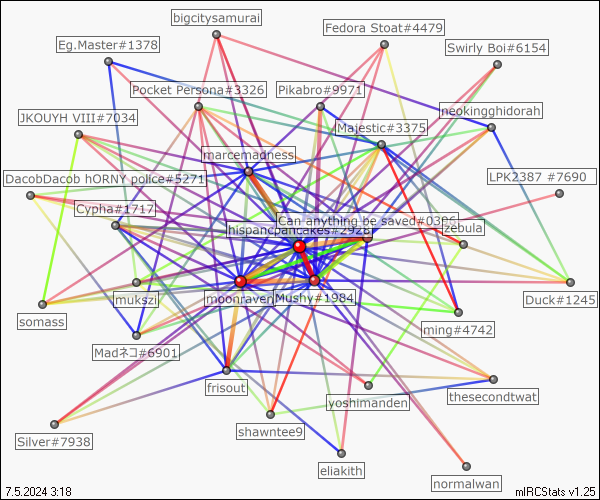 bigcitysamurai
Fedora Stoat#4479
Eg.Master#1378
Swirly Boi#6154
Pocket Persona#3326
Pikabro#9971
JKOUYH VIII#7034
neokingghidorah
Majestic#3375
marcemadness
DacobDacob hORNY police#5271
LPK2387 #7690
Cypha#1717
Can anything be saved#0396
hispancpancakes#2928
zebula
mukszi
moonraven
Mushy#1984
Duck#1245
somass
ming#4742
Madネコ#6901
frisout
yoshimanden
thesecondtwat
shawntee9
Silver#7938
eliakith
normalwan
7.5.2024 3:18
mIRCStats v1.25